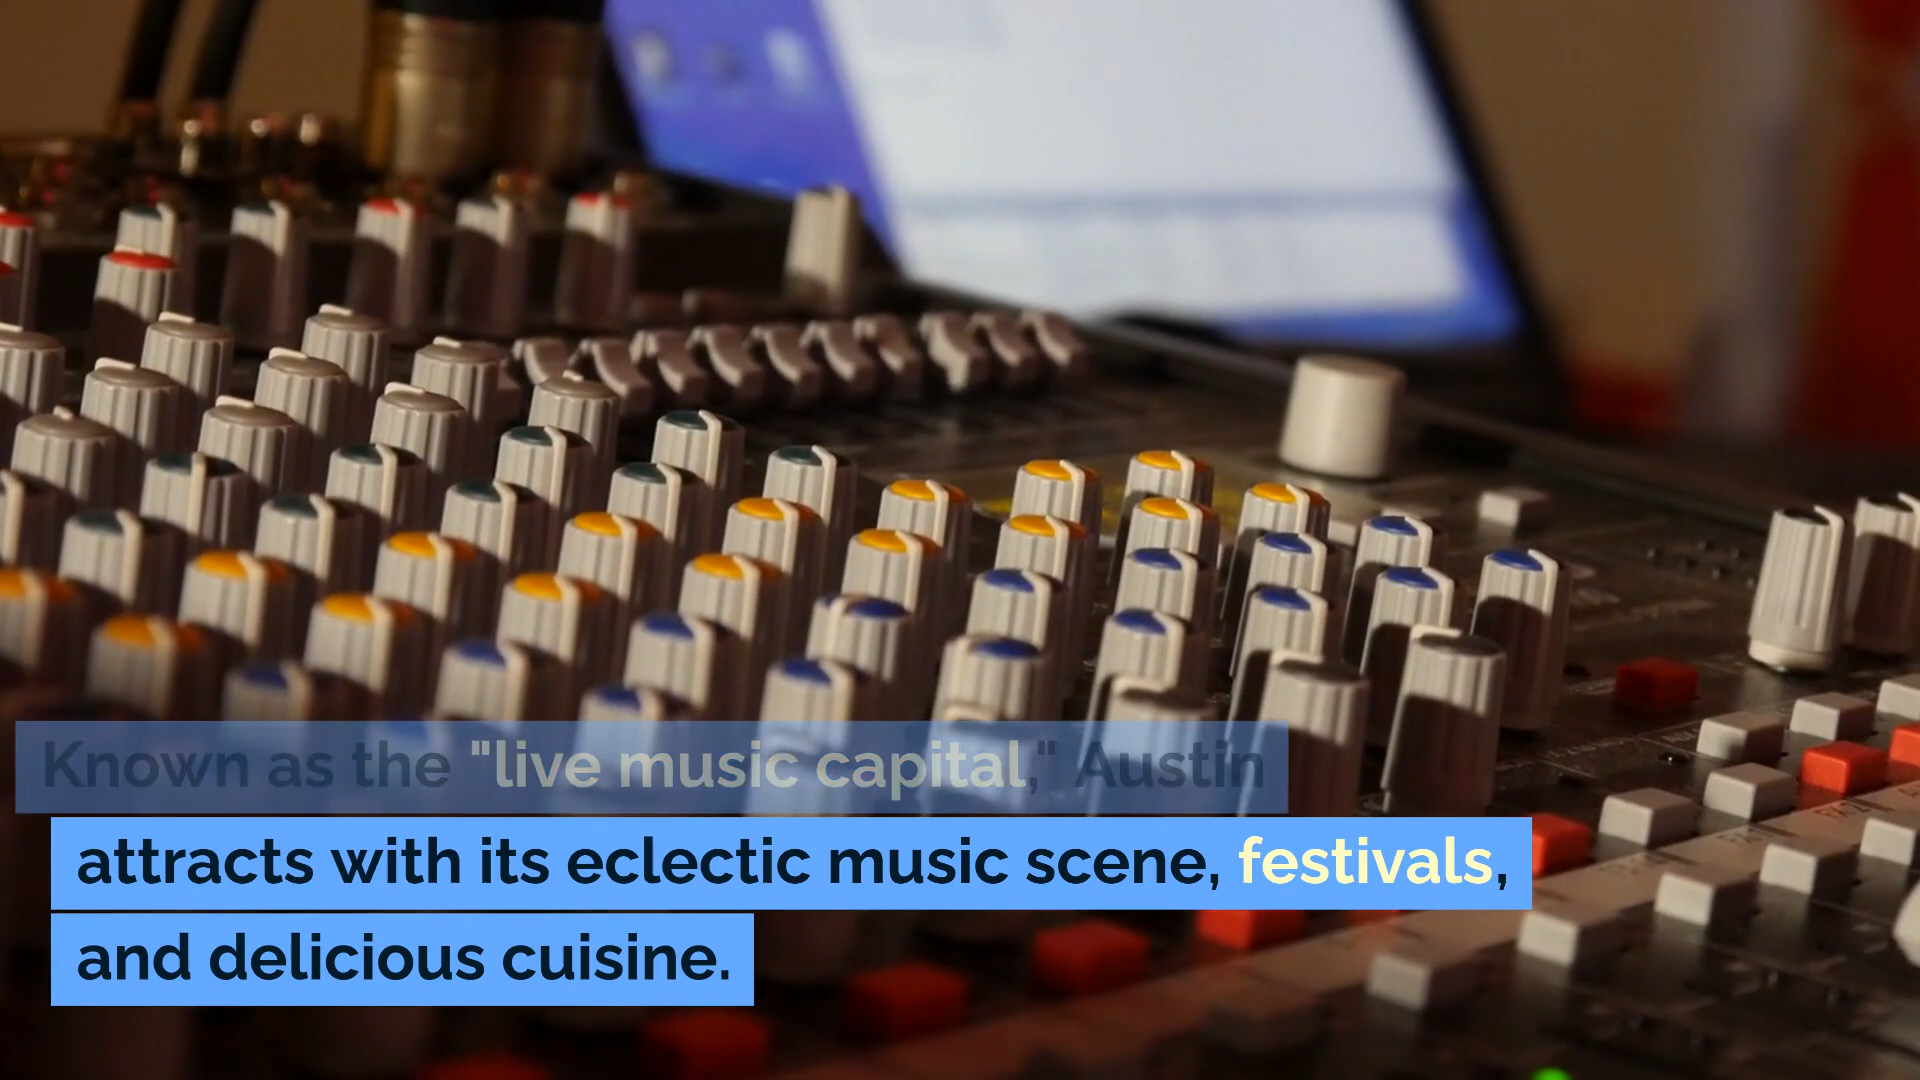 Known as the "live music capital," Austin
attracts with its eclectic music scene, festivals,
and delicious cuisine.